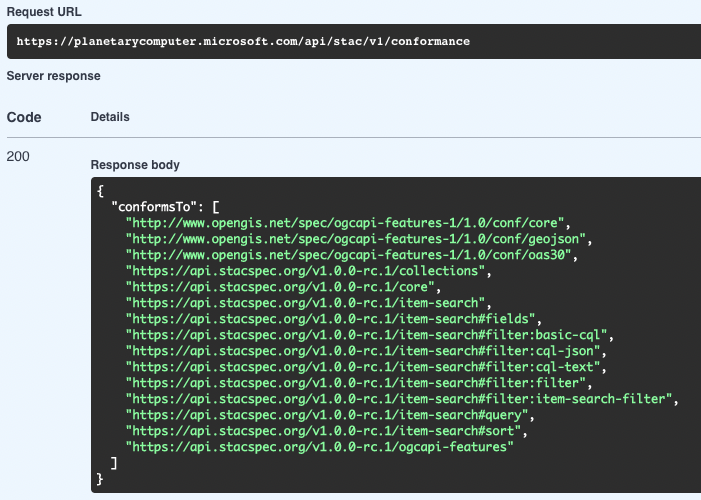 Request URL
https://planetarycomputer.microsoft.com/api/stac/v1/conformance
Server response
Code Details
200
Response body
{
"conformsTo": [
"http://www.opengis.net/spec/ogcapi-features-1/1.0/conf/core",
"http://www.opengis.net/spec/ogcapi-features-1/1.0/conf/geojson",
"http://www.opengis.net/spec/ogcapi-features-1/1.0/conf/oas30",
"https://api.stacspec.org/v1.0.0-rc.1/collections",
"https://api.stacspec.org/v1.0.0-rc.1/core",
"https://api.stacspec.org/v1.0.0-rc.1/item-search",
"https://api.stacspec.org/v1.0.0-rc.1/item-search#fields",
"https://api.stacspec.org/v1.0.0-rc.1/item-search#filter:basic-cql",
"https://api.stacspec.org/v1.0.0-rc.1/item-search#filter:cql-json",
"https://api.stacspec.org/v1.0.0-rc.1/item-search#filter:cql-text",
"https://api.stacspec.org/v1.0.0-rc.1/item-search#filter:filter",
"https://api.stacspec.org/v1.0.0-rc.1/item-search#filter:item-search-filter",
"https://api.stacspec.org/v1.0.0-rc.1/item-search#query",
"https://api.stacspec.org/v1.0.0-rc.1/item-search#sort",
"https://api.stacspec.org/v1.0.0-rc.1/ogcapi-features"
]
}